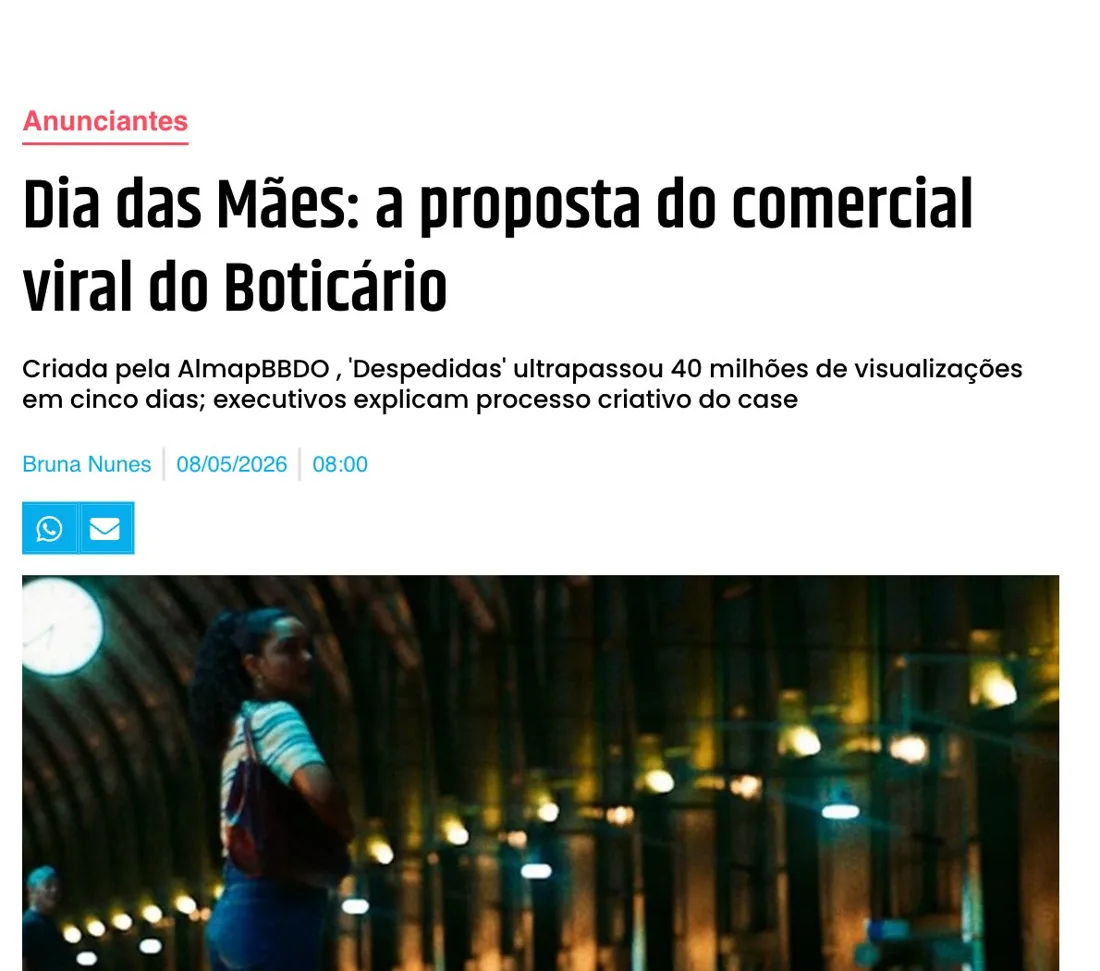 Anunciantes
Dia das Mães: a proposta do comercial
viral do Boticário
Criada pela AlmapBBDO , 'Despedidas' ultrapassou 40 milhões de visualizações
em cinco dias; executivos explicam processo criativo do case
Bruna Nunes | 08/05/2026 | 08:00